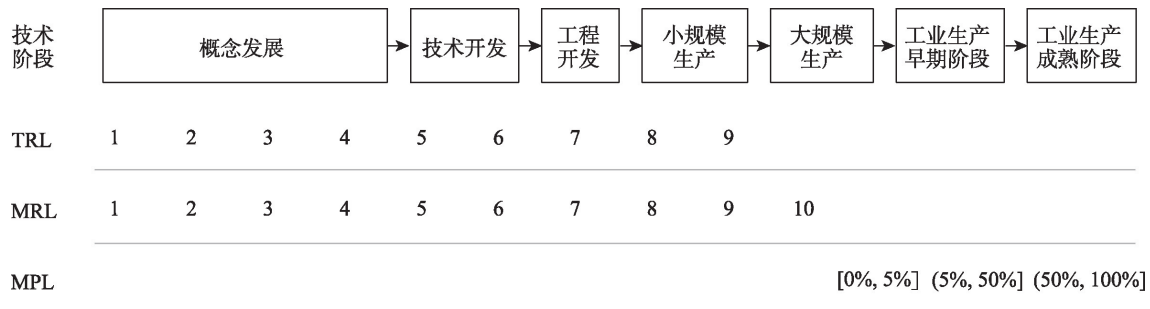 技术
阶段
概念发展
技术开发
工程
开发
小规模
生产
大规模
生产
工业生产
早期阶段
工业生产
成熟阶段
TRL 1 2 3 4 5 6 7 8 9
MRL 1 2 3 4 5 6 7 8 9 10
MPL [0%, 5%] (5%, 50%] (50%, 100%]